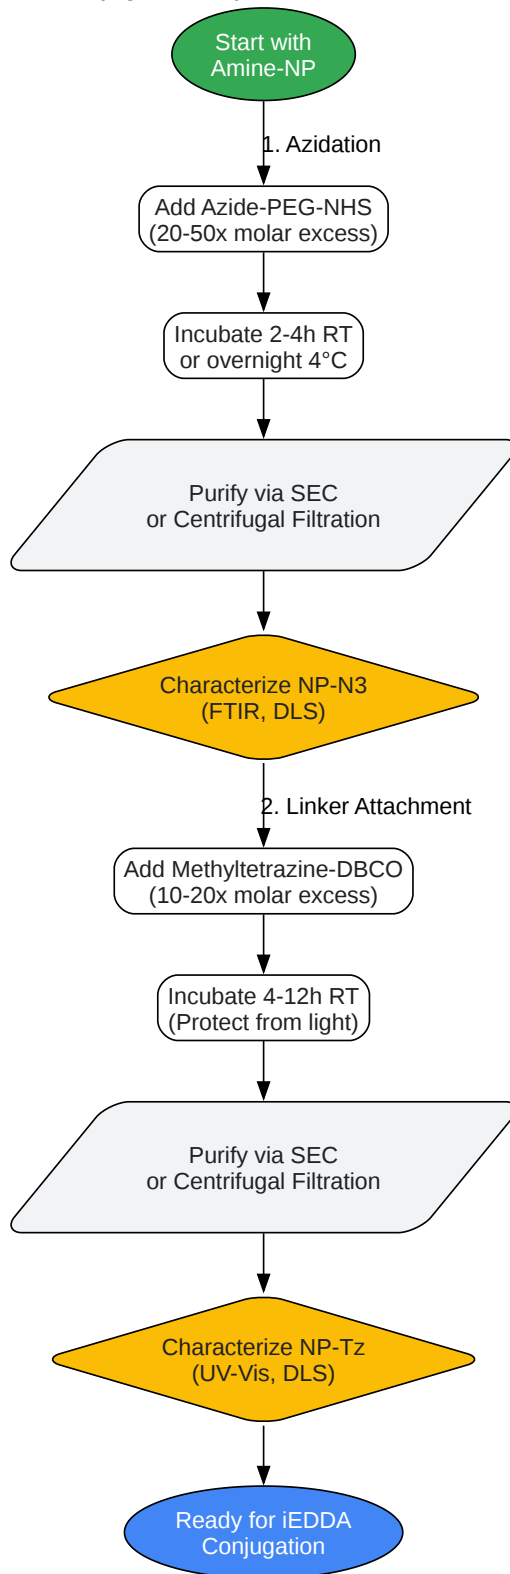 Start with
Amine-NP
1. Azidation
Add Azide-PEG-NHS
(20-50x molar excess)
Incubate 2-4h RT
or overnight 4°C
Purify via SEC
or Centrifugal Filtration
Characterize NP-N3
(FTIR, DLS)
2. Linker Attachment
Add Methyltetrazine-DBCO
(10-20x molar excess)
Incubate 4-12h RT
(Protect from light)
Purify via SEC
or Centrifugal Filtration
Characterize NP-Tz
(UV-Vis, DLS)
Ready for iEDDA
Conjugation